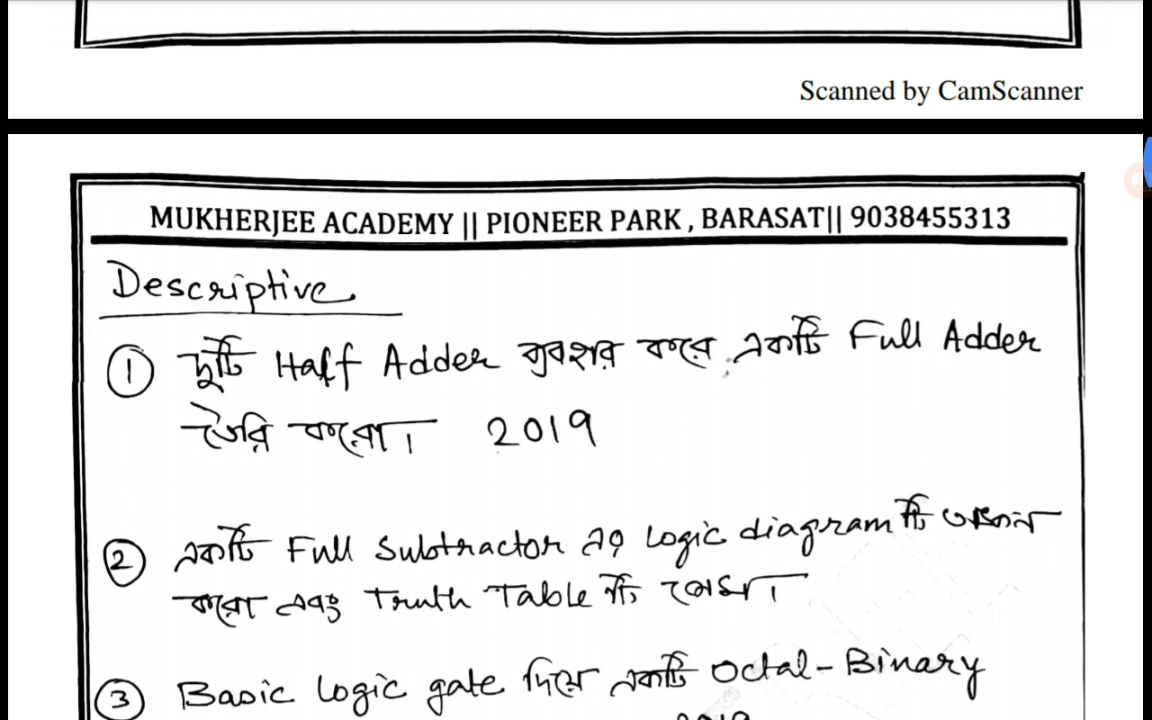 Scanned by CamScanner
MUKHERJEE ACADEMY || PIONEER PARK , BARASAT|| 9038455313
Descriptive
① দুটি Half Adder ব্যবহার করে একটি Full Adder
তৈরি করো। 2019
② একটি Full Subtractor এর Logic diagram টি অঙ্কন
করো এবং Truth Table টি লেখো।
③ Basic Logic gate দিয়ে একটি Octal-Binary